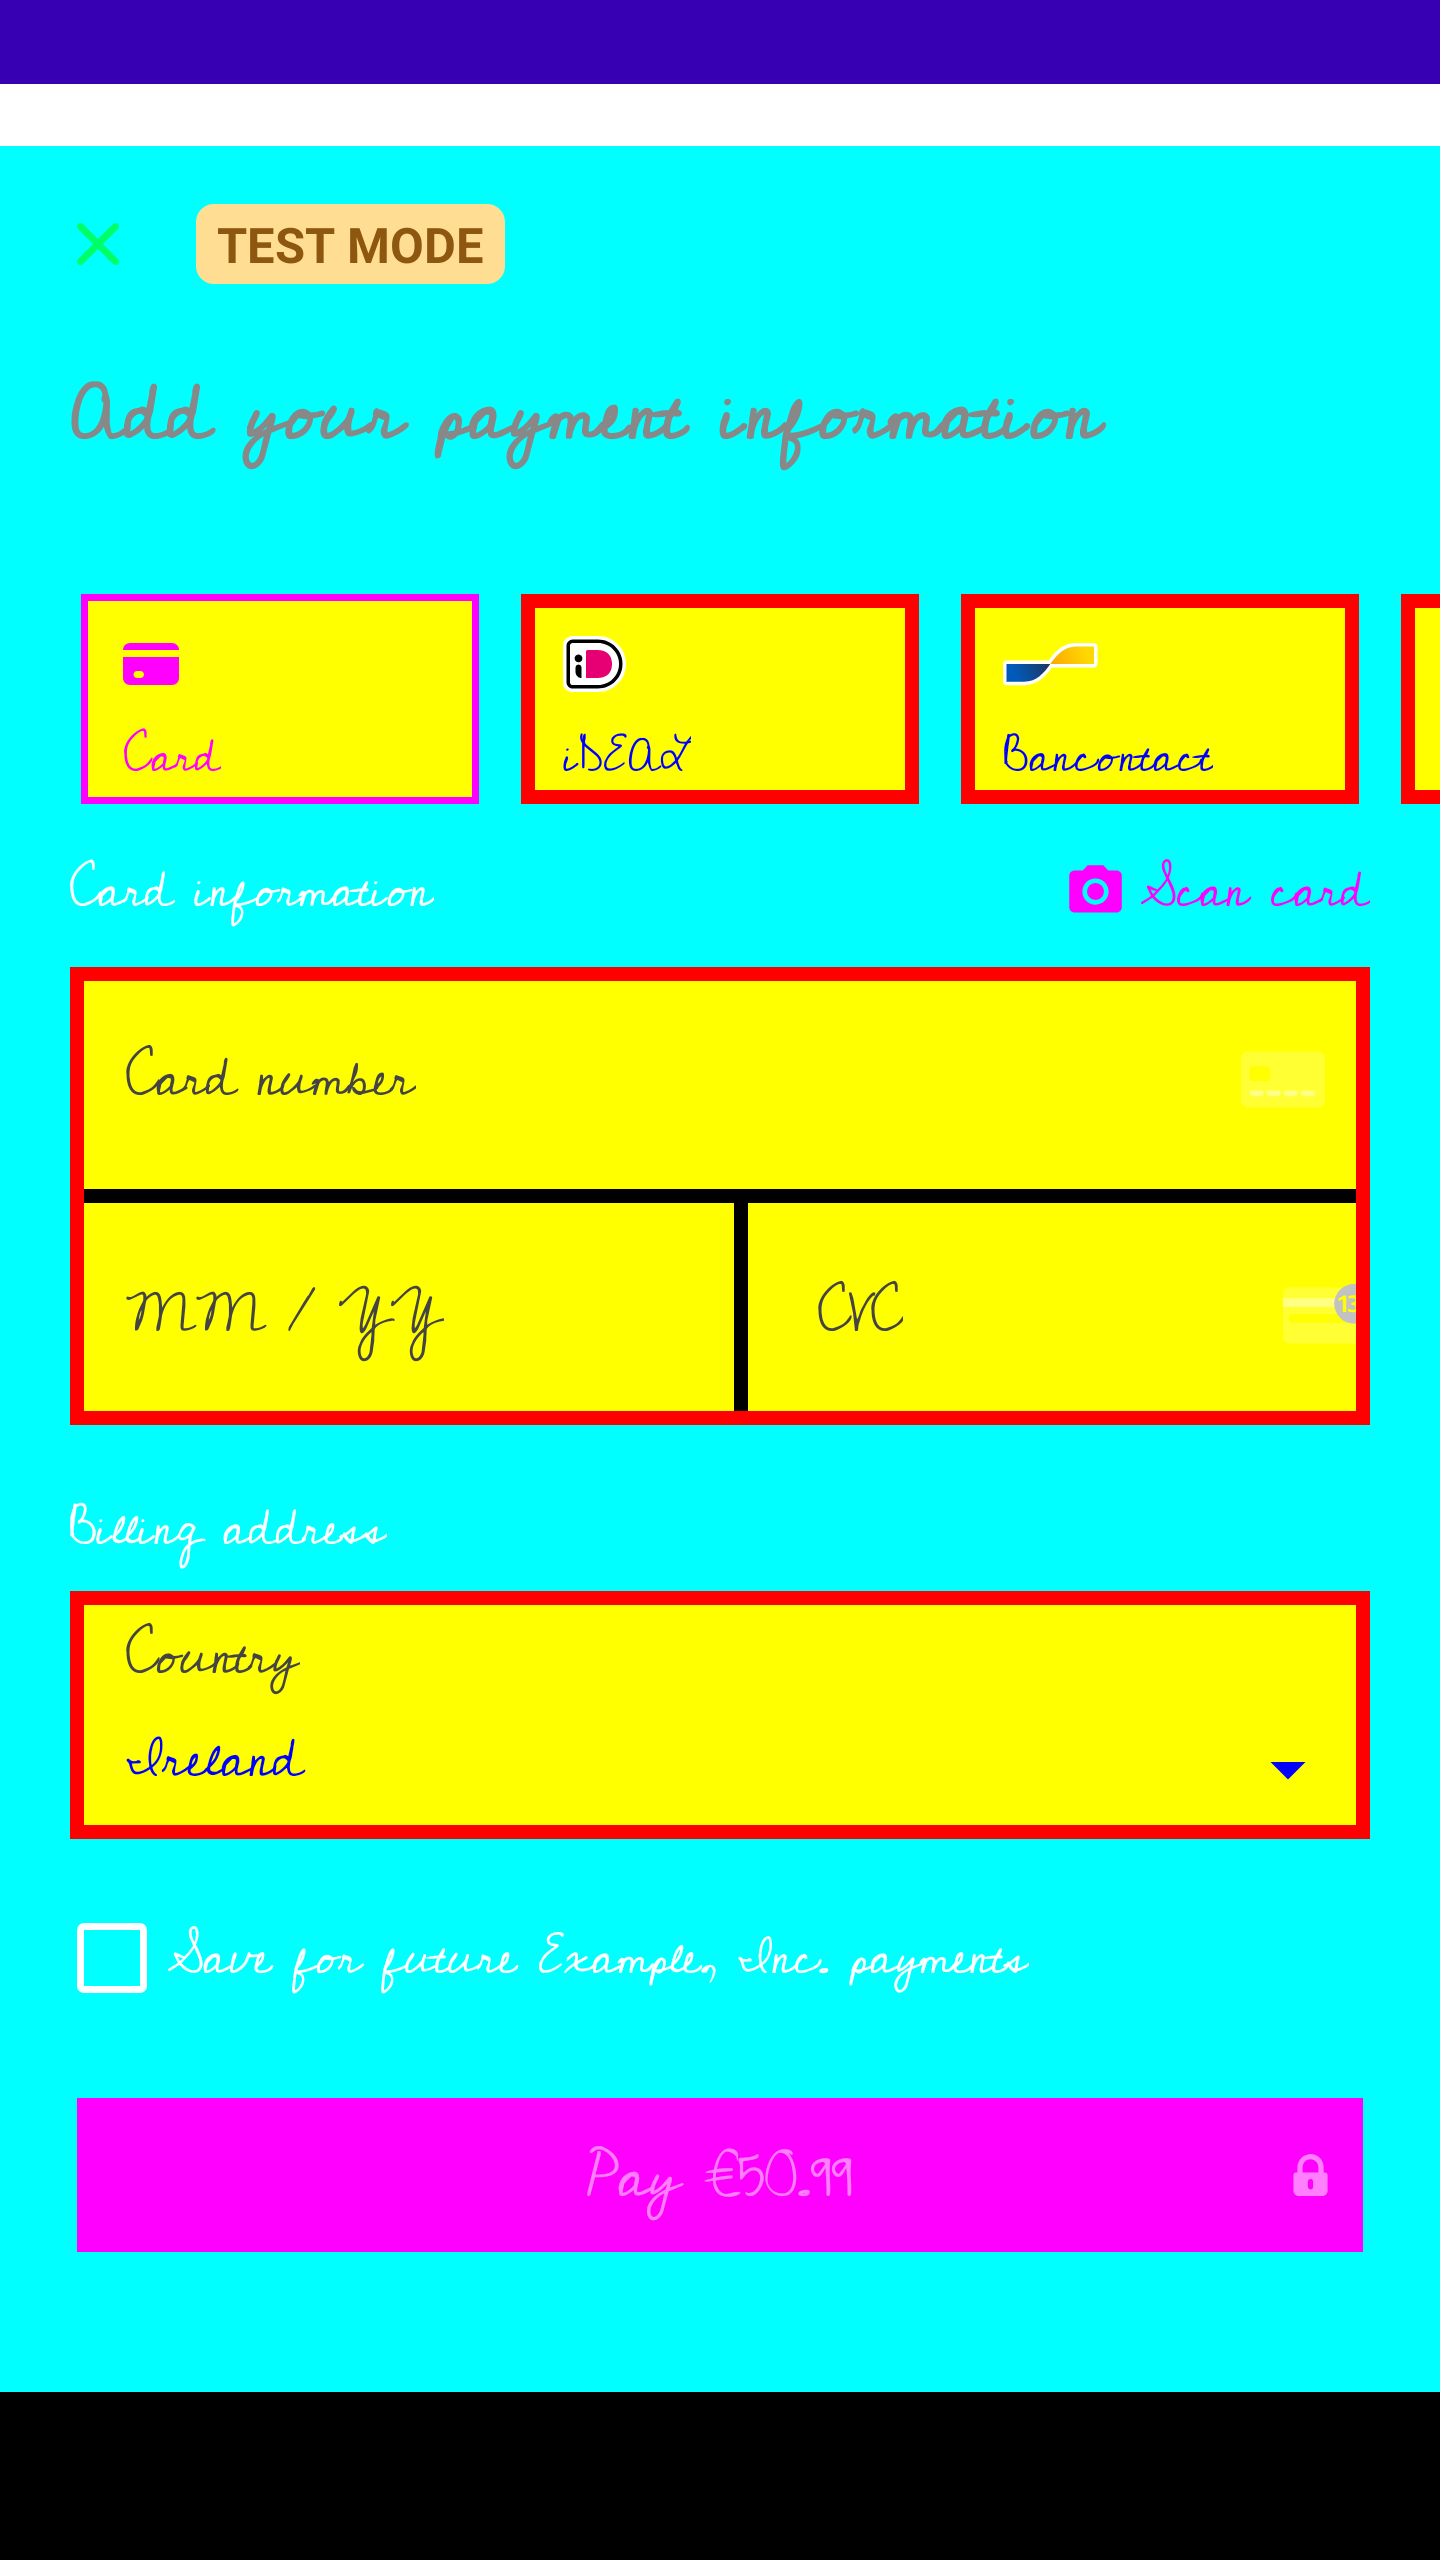 TEST MODE
Add your payment information
Card
iDEAL
Bancontact
Card information
Scan card
Card number
MM / YY
CVC
Billing address
Country
Ireland
Save for future Example, Inc. payments
Pay €50.99